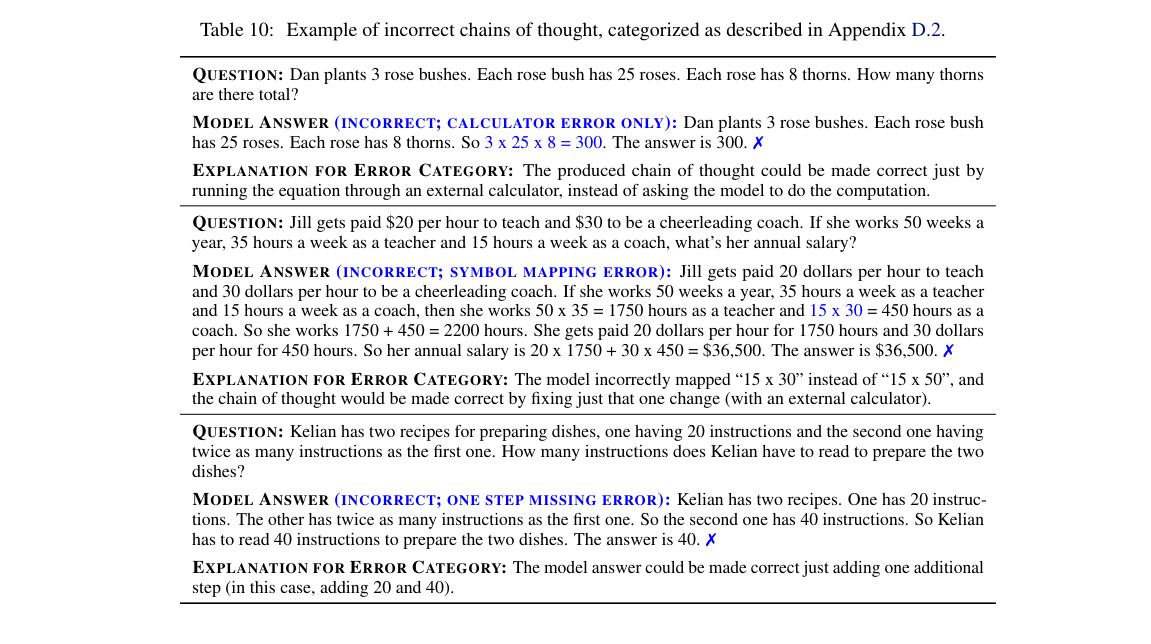 Table 10: Example of incorrect chains of thought, categorized as described in Appendix D.2.
QUESTION: Dan plants 3 rose bushes. Each rose bush has 25 roses. Each rose has 8 thorns. How many thorns
are there total?
MODEL ANSWER (INCORRECT; CALCULATOR ERROR ONLY): Dan plants 3 rose bushes. Each rose bush
has 25 roses. Each rose has 8 thorns. So 3 x 25 x 8 = 300. The answer is 300. ✗
EXPLANATION FOR ERROR CATEGORY: The produced chain of thought could be made correct just by
running the equation through an external calculator, instead of asking the model to do the computation.
QUESTION: Jill gets paid $20 per hour to teach and $30 to be a cheerleading coach. If she works 50 weeks a
year, 35 hours a week as a teacher and 15 hours a week as a coach, what's her annual salary?
MODEL ANSWER (INCORRECT; SYMBOL MAPPING ERROR): Jill gets paid 20 dollars per hour to teach
and 30 dollars per hour to be a cheerleading coach. If she works 50 weeks a year, 35 hours a week as a teacher
and 15 hours a week as a coach, then she works 50 x 35 = 1750 hours as a teacher and 15 x 30 = 450 hours as a
coach. So she works 1750 + 450 = 2200 hours. She gets paid 20 dollars per hour for 1750 hours and 30 dollars
per hour for 450 hours. So her annual salary is 20 x 1750 + 30 x 450 = $36,500. The answer is $36,500. ✗
EXPLANATION FOR ERROR CATEGORY: The model incorrectly mapped “15 x 30” instead of “15 x 50”, and
the chain of thought would be made correct by fixing just that one change (with an external calculator).
QUESTION: Kelian has two recipes for preparing dishes, one having 20 instructions and the second one having
twice as many instructions as the first one. How many instructions does Kelian have to read to prepare the two
dishes?
MODEL ANSWER (INCORRECT; ONE STEP MISSING ERROR): Kelian has two recipes. One has 20 instruc-
tions. The other has twice as many instructions as the first one. So the second one has 40 instructions. So Kelian
has to read 40 instructions to prepare the two dishes. The answer is 40. ✗
EXPLANATION FOR ERROR CATEGORY: The model answer could be made correct just adding one additional
step (in this case, adding 20 and 40).